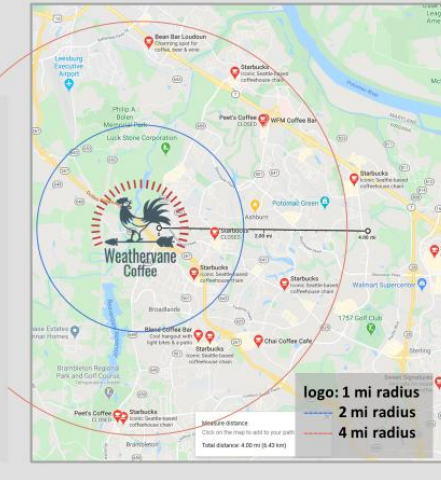 Bean Bar Loudoun
Charming spot for
coffee, beer & wine
Leesburg
Executive
Airport
Starbucks
Iconic Seattle-based
coffeehouse chain
Philip A.
Bolen
Memorial Park
Peet's Coffee
CLOSED
WFM Coffee Bar
Luck Stone Corporation
MARYLAND
VIRGINIA
Starbucks
Iconic Seattle-based
coffeehouse chain
Potomac Green
Ashburn
Starbucks
CLOSED
2.00 mi
4.00 mi
Weathervane
Coffee
Starbucks
Iconic Seattle-based
coffeehouse chain
Starbucks
Iconic Seattle-based
coffeehouse chain
Walmart Supercenter
Broadlands
1757 Golf Club
Blend Coffee Bar
Cool hangout with
light bites & a patio
Starbucks
Iconic Seattle-based
coffeehouse chain
Chai Coffee Cafe
Sterling
Brambleton Regional
Park and Golf Course
logo: 1 mi radius
2 mi radius
4 mi radius
Peet's Coffee
CLOSED
Starbucks
Iconic Seattle-based
coffeehouse chain
Brambleton
Measure distance
Click on the map to add to your path
Total distance: 4.00 mi (6.43 km)